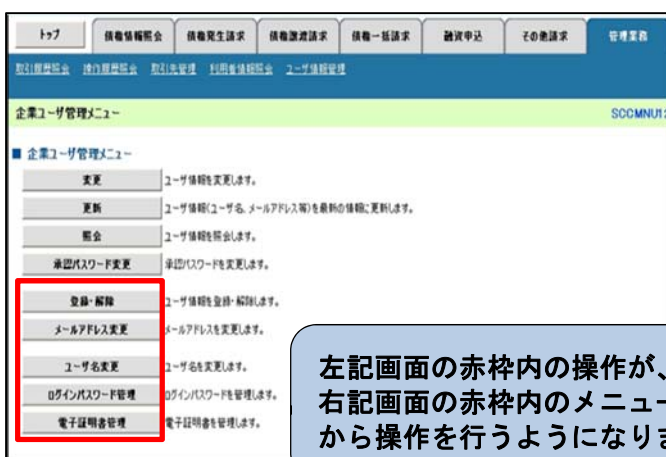 トップ 債権情報照会 債権発生請求 債権譲渡請求 債権一括請求 融資申込 その他請求 管理業務
取引履歴照会 操作履歴照会 取引先管理 利用者情報照会 ユーザ情報管理
企業ユーザ管理メニュー SCCMNU12
■ 企業ユーザ管理メニュー
変更 ユーザ情報を変更します。
更新 ユーザ情報(ユーザ名、メールアドレス等)を最新の情報に更新します。
照会 ユーザ情報を照会します。
承認パスワード変更 承認パスワードを変更します。
登録・解除 ユーザ情報を登録・解除します。
メールアドレス変更 メールアドレスを変更します。
ユーザ名変更 ユーザ名を変更します。
ログインパスワード管理 ログインパスワードを管理します。
電子証明書管理 電子証明書を管理します。
左記画面の赤枠内の操作が、
右記画面の赤枠内のメニュー
から操作を行うようになりま